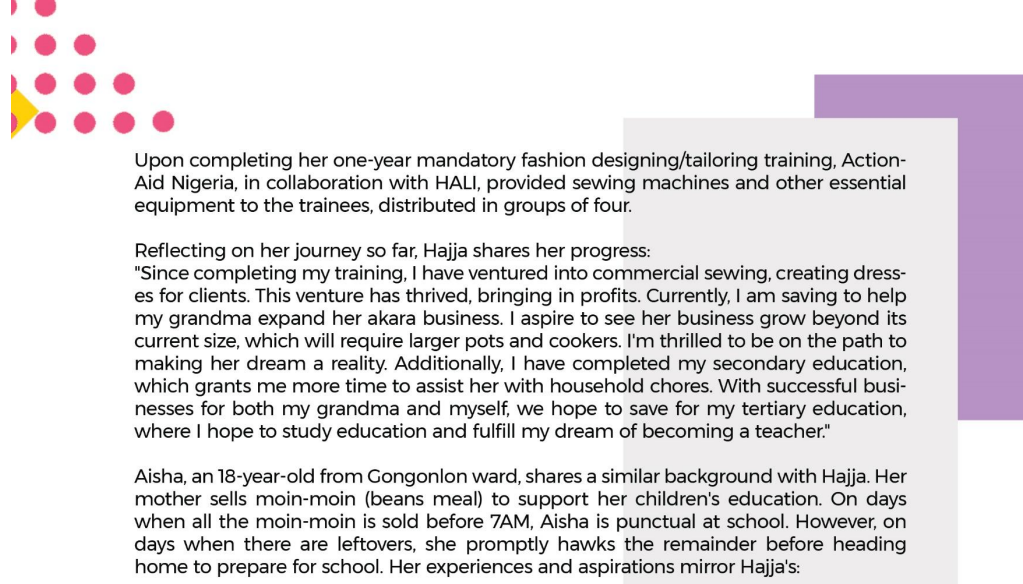 Upon completing her one-year mandatory fashion designing/tailoring training, Action-
Aid Nigeria, in collaboration with HALI, provided sewing machines and other essential
equipment to the trainees, distributed in groups of four.
Reflecting on her journey so far, Hajja shares her progress:
"Since completing my training, I have ventured into commercial sewing, creating dress-
es for clients. This venture has thrived, bringing in profits. Currently, I am saving to help
my grandma expand her akara business. I aspire to see her business grow beyond its
current size, which will require larger pots and cookers. I'm thrilled to be on the path to
making her dream a reality. Additionally, I have completed my secondary education,
which grants me more time to assist her with household chores. With successful busi-
nesses for both my grandma and myself, we hope to save for my tertiary education,
where I hope to study education and fulfill my dream of becoming a teacher."
Aisha, an 18-year-old from Gongonlon ward, shares a similar background with Hajja. Her
mother sells moin-moin (beans meal) to support her children's education. On days
when all the moin-moin is sold before 7AM, Aisha is punctual at school. However, on
days when there are leftovers, she promptly hawks the remainder before heading
home to prepare for school. Her experiences and aspirations mirror Hajja's: